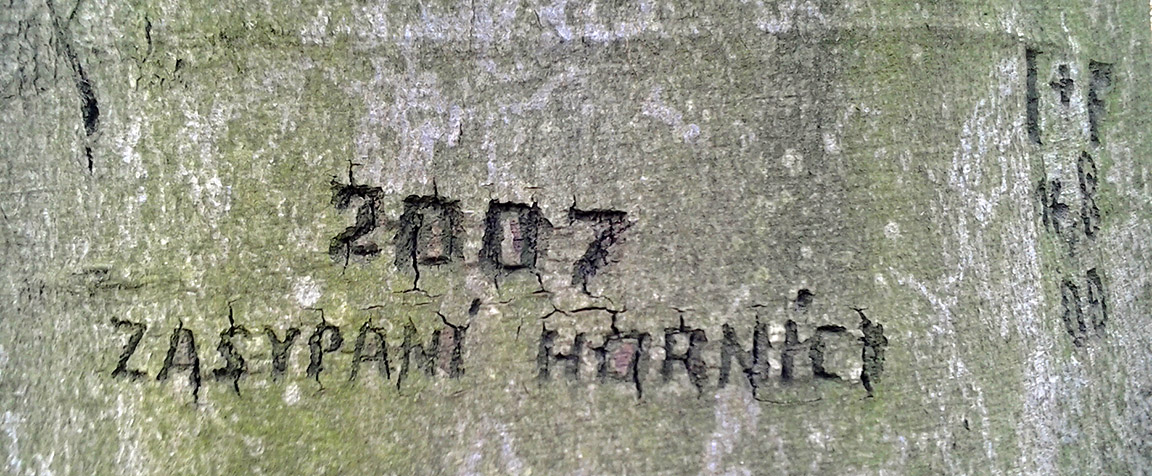 2007
ZASYPANÍ HORNÍCI
I+F